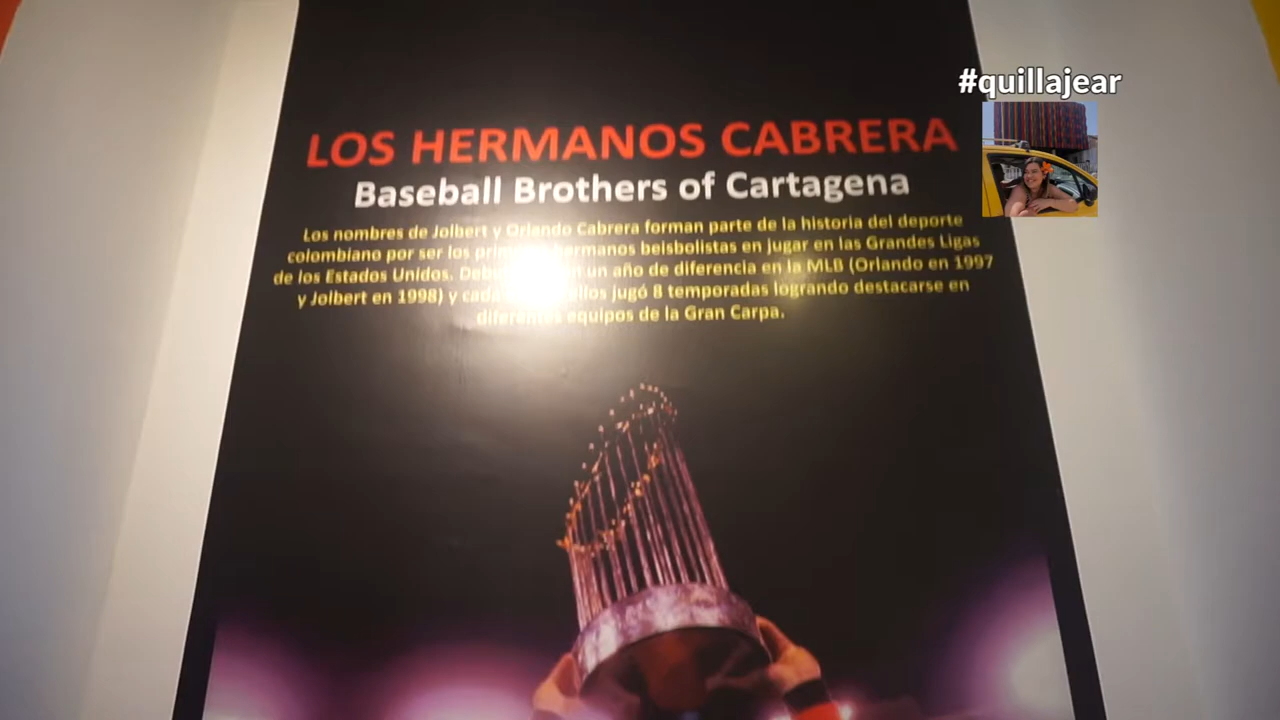 #quillajear
LOS HERMANOS CABRERA
Baseball Brothers of Cartagena
Los nombres de Jolbert y Orlando Cabrera forman parte de la historia del deporte
colombiano por ser los hermanos beisbolistas en jugar en las Grandes Ligas
de los Estados Unidos. un año de diferencia en la MLB (Orlando en 1997
y Jolbert en 1998) y cada jugó 8 temporadas logrando destacarse en
equipos de la Gran Carpa.